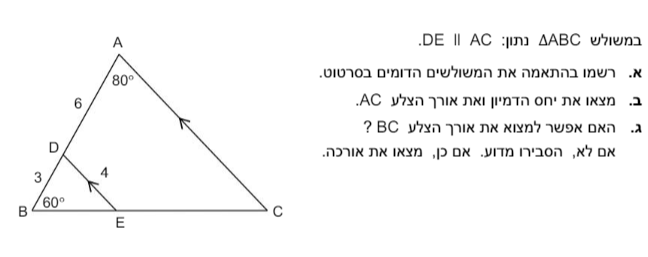 במשולש ΔABC נתון: DE || AC.
א. רשמו בהתאמה את המשולשים הדומים בסרטוט.
ב. מצאו את יחס הדמיון ואת אורך הצלע AC.
ג. האם אפשר למצוא את אורך הצלע BC ?
אם לא, הסבירו מדוע. אם כן, מצאו את אורכה.
A
80°
6
D
4
3
60°
B
E
C